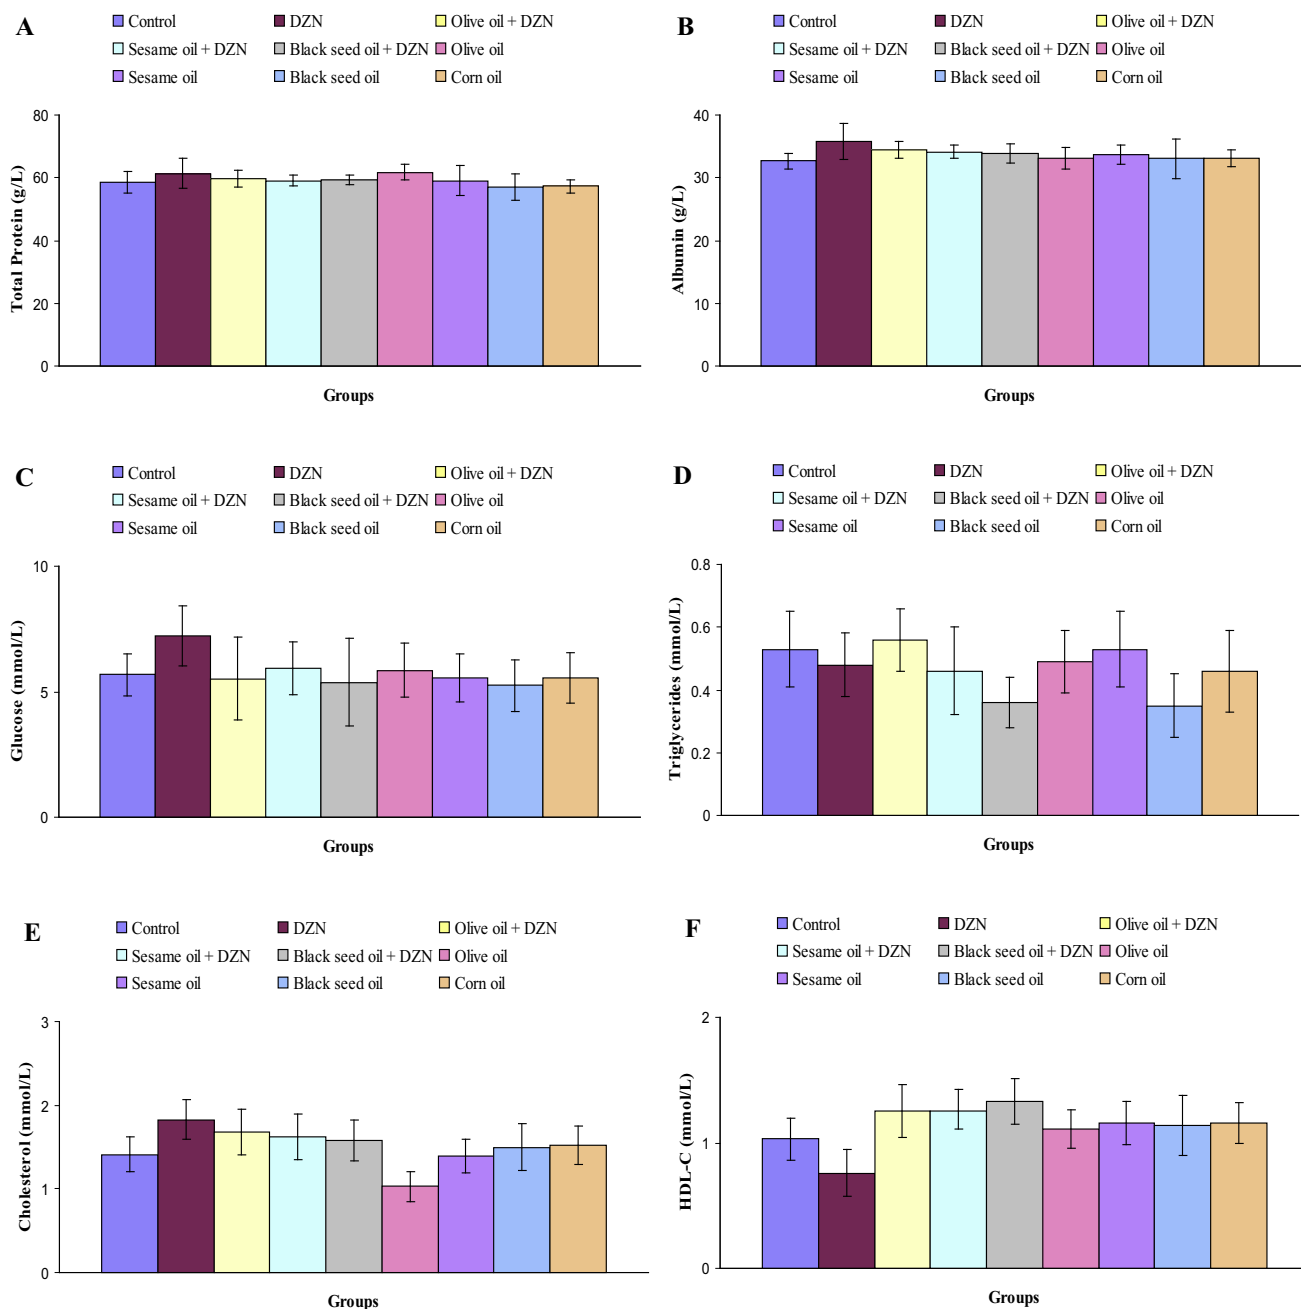 A
Control DZN Olive oil + DZN
Sesame oil + DZN Black seed oil + DZN Olive oil
Sesame oil Black seed oil Corn oil
80
60
40
20
0
Total Protein (g/L)
Groups
B
Control DZN Olive oil + DZN
Sesame oil + DZN Black seed oil + DZN Olive oil
Sesame oil Black seed oil Corn oil
40
30
20
10
0
Albumin (g/L)
Groups
C
Control DZN Olive oil + DZN
Sesame oil + DZN Black seed oil + DZN Olive oil
Sesame oil Black seed oil Corn oil
10
5
0
Glucose (mmol/L)
Groups
D
Control DZN Olive oil + DZN
Sesame oil + DZN Black seed oil + DZN Olive oil
Sesame oil Black seed oil Corn oil
0.8
0.6
0.4
0.2
0
Triglycerides (mmol/L)
Groups
E
Control DZN Olive oil + DZN
Sesame oil + DZN Black seed oil + DZN Olive oil
Sesame oil Black seed oil Corn oil
3
2
1
0
Cholesterol (mmol/L)
Groups
F
Control DZN Olive oil + DZN
Sesame oil + DZN Black seed oil + DZN Olive oil
Sesame oil Black seed oil Corn oil
2
1
0
HDL-C (mmol/L)
Groups